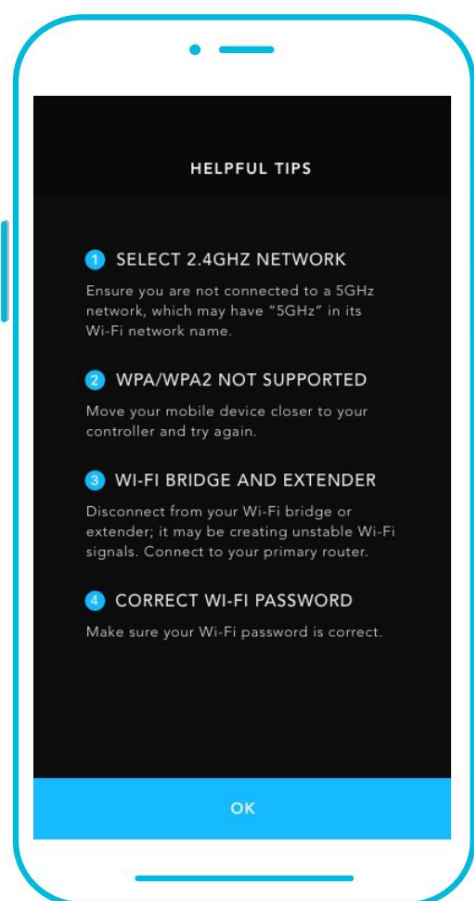 HELPFUL TIPS
1 SELECT 2.4GHZ NETWORK
Ensure you are not connected to a 5GHz
network, which may have "5GHz" in its
Wi-Fi network name.
2 WPA/WPA2 NOT SUPPORTED
Move your mobile device closer to your
controller and try again.
3 WI-FI BRIDGE AND EXTENDER
Disconnect from your Wi-Fi bridge or
extender; it may be creating unstable Wi-Fi
signals. Connect to your primary router.
4 CORRECT WI-FI PASSWORD
Make sure your Wi-Fi password is correct.
OK